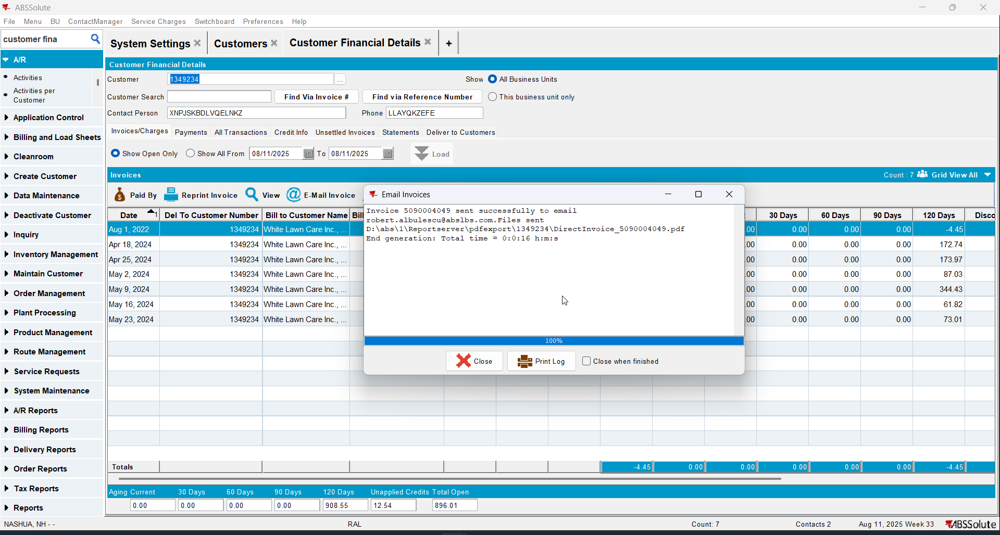 ABSSolute
File Menu BU ContactManager Service Charges Switchboard Preferences Help
customer fina
System Settings
Customers
Customer Financial Details
+
A/R
Activities
Activities per
Customer
Application Control
Billing and Load Sheets
Cleanroom
Create Customer
Data Maintenance
Deactivate Customer
Inquiry
Inventory Management
Maintain Customer
Order Management
Plant Processing
Product Management
Route Management
Service Requests
System Maintenance
A/R Reports
Billing Reports
Delivery Reports
Order Reports
Tax Reports
Reports
Customer Financial Details
Customer 1349234 ... Show All Business Units
Customer Search Find Via Invoice # Find via Reference Number This business unit only
Contact Person XNPJSKBDLVQELNKZ Phone LLAYQKZEFE
Invoices/Charges Payments All Transactions Credit Info Unsettled Invoices Statements Deliver to Customers
Show Open Only Show All From 08/11/2025 To 08/11/2025 Load
Invoices Count : 7 Grid View All
Paid By Reprint Invoice View E-Mail Invoice
Date 1 Del To Customer Number Bill to Customer Name Bill 30 Days 60 Days 90 Days 120 Days Disco
Aug 1, 2022 1349234 White Lawn Care Inc., ... .00 0.00 0.00 0.00 -4.45
Apr 18, 2024 1349234 White Lawn Care Inc., ... .00 0.00 0.00 0.00 172.74
Apr 25, 2024 1349234 White Lawn Care Inc., ... .00 0.00 0.00 0.00 173.97
May 2, 2024 1349234 White Lawn Care Inc., ... .00 0.00 0.00 0.00 87.03
May 9, 2024 1349234 White Lawn Care Inc., ... .00 0.00 0.00 0.00 344.43
May 16, 2024 1349234 White Lawn Care Inc., ... .00 0.00 0.00 0.00 61.82
May 23, 2024 1349234 White Lawn Care Inc., ... .00 0.00 0.00 0.00 73.01
Email Invoices
Invoice 5090004049 sent successfully to email
robert.albulescu@abslbs.com.Files sent
D:\abs\1\Reportserver\pdfexport\1349234\DirectInvoice_5090004049.pdf
End generation: Total time = 0:0:16 h:m:s
100%
Close Print Log Close when finished
Totals -4.45 0.00 0.00 0.00 0.00 0.00 -4.45
Aging Current 30 Days 60 Days 90 Days 120 Days Unapplied Credits Total Open
0.00 0.00 0.00 0.00 908.55 12.54 896.01
NASHUA, NH - - RAL Count: 7 Contacts 2 Aug 11, 2025 Week 33 ABSSolute